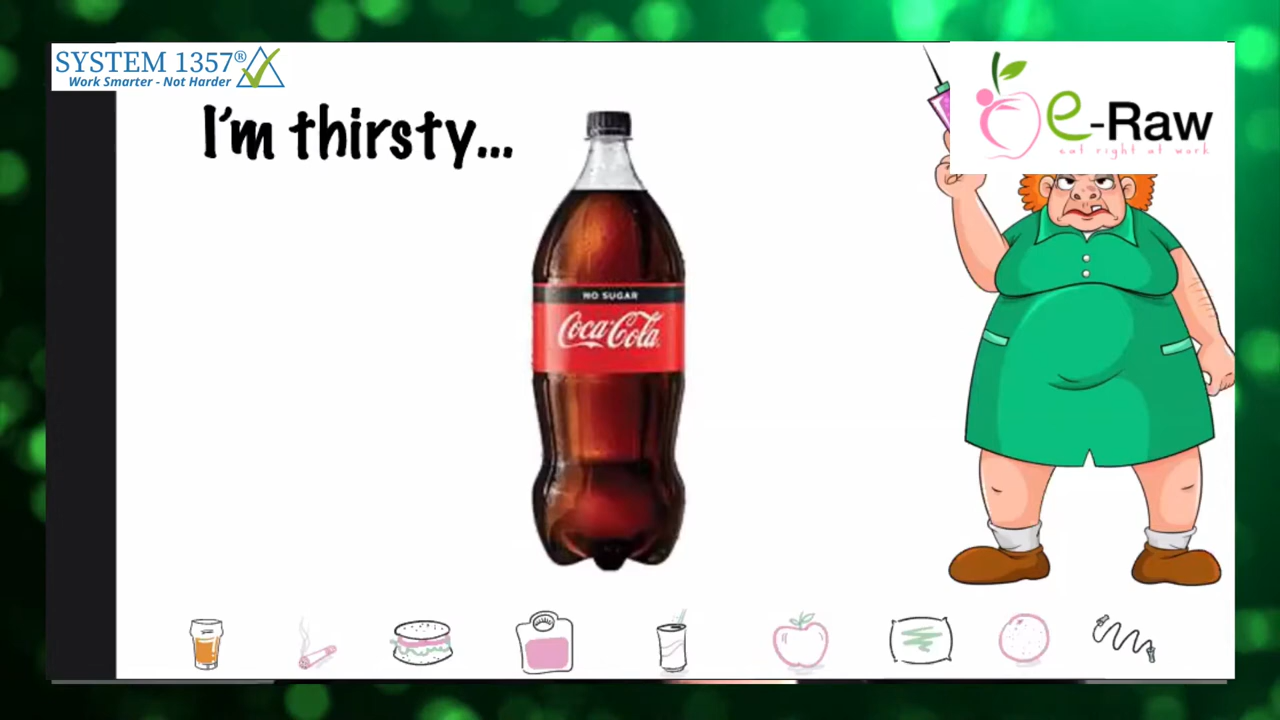 SYSTEM 1357®
Work Smarter - Not Harder
I'm thirsty...
e-Raw
eat right at work
NO SUGAR
Coca-Cola